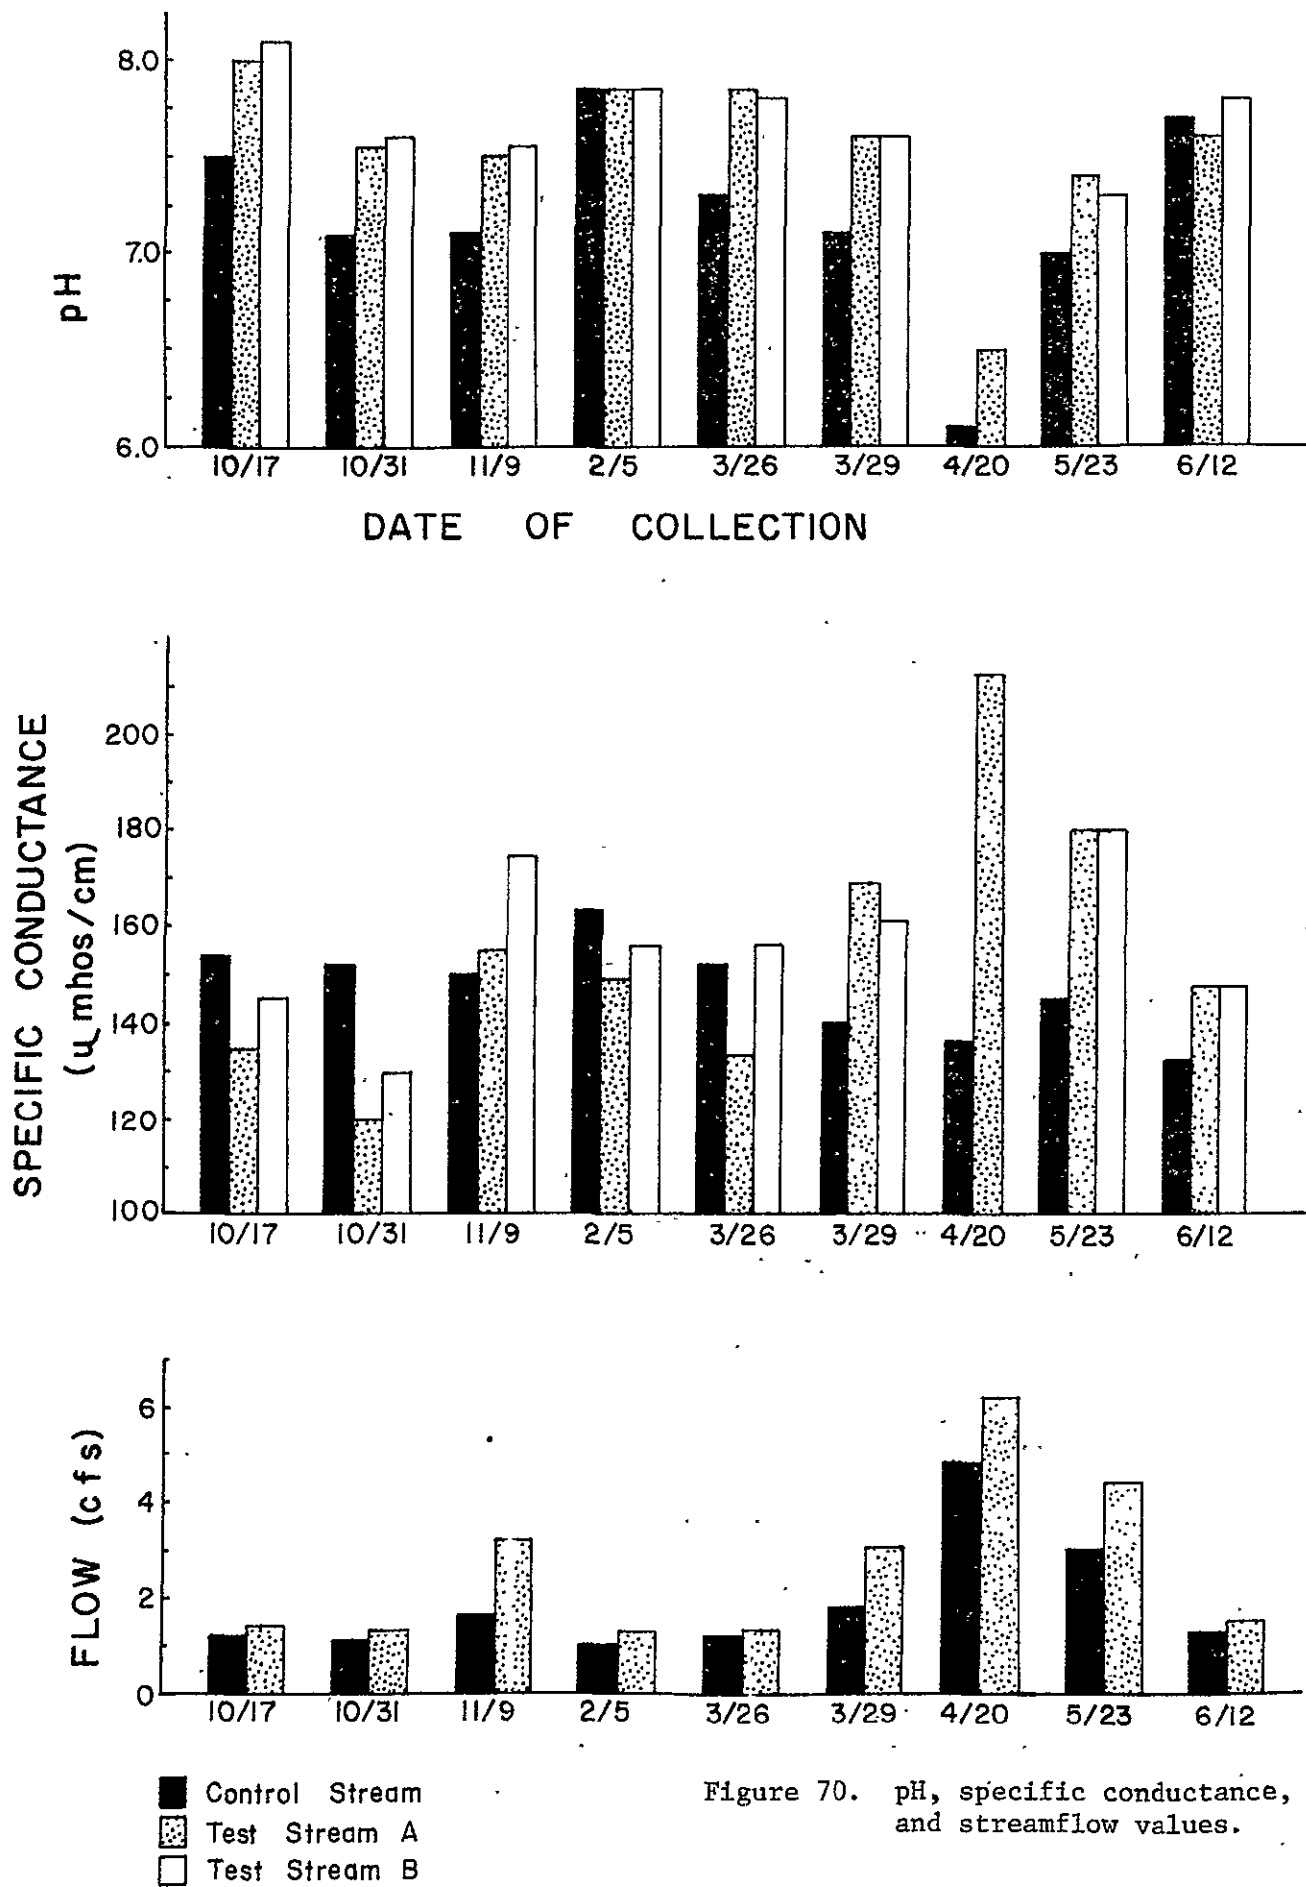 8.0
7.0
6.0
pH
10/17 10/31 11/9 2/5 3/26 3/29 4/20 5/23 6/12
DATE OF COLLECTION
SPECIFIC CONDUCTANCE
(u mhos/cm)
200
180
160
140
120
100
10/17 10/31 11/9 2/5 3/26 3/29 4/20 5/23 6/12
FLOW (cfs)
6
4
2
0
10/17 10/31 11/9 2/5 3/26 3/29 4/20 5/23 6/12
Control Stream
Test Stream A
Test Stream B
Figure 70. pH, specific conductance,
and streamflow values.